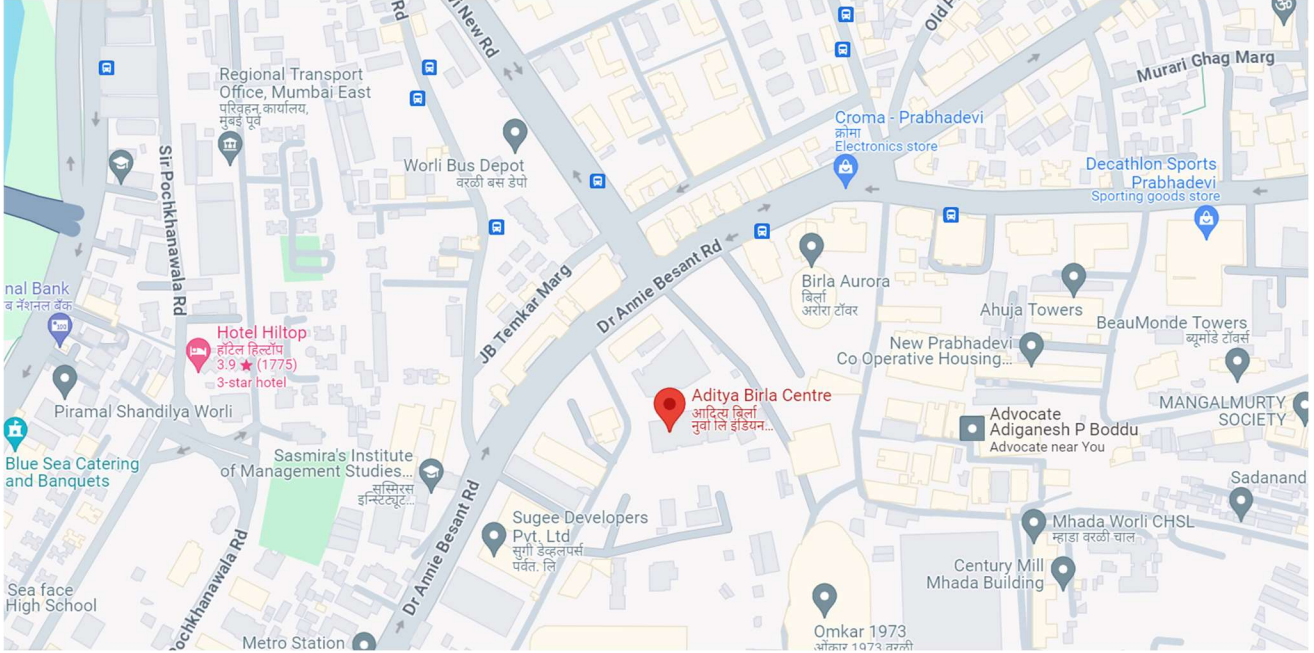 Rd
i New Rd
Old
Murari Ghag Marg
Regional Transport
Office, Mumbai East
परिवहन कार्यालय,
मुंबई पूर्व
Croma - Prabhadevi
क्रोमा
Electronics store
Worli Bus Depot
वरळी बस डेपो
Decathlon Sports
Prabhadevi
Sporting goods store
Sir Pochkhanawala Rd
Dr Annie Besant Rd
JB Temkar Marg
Birla Aurora
बिर्ला
अरोरा टॉवर
nal Bank
ब नॅशनल बँक
Ahuja Towers
BeauMonde Towers
ब्यूमोंडे टॉवर्स
Hotel Hiltop
हॉटेल हिल्टॉप
3.9 ★ (1775)
3-star hotel
New Prabhadevi
Co Operative Housing...
Aditya Birla Centre
आदित्य बिर्ला
नुवो लि इंडियन...
Piramal Shandilya Worli
MANGALMURTY
SOCIETY
Advocate
Adiganesh P Boddu
Advocate near You
Blue Sea Catering
and Banquets
Sasmira's Institute
of Management Studies...
सस्मिरस
इन्स्टिट्यूट...
Sadanand
Dr Annie Besant Rd
Sugee Developers
Pvt. Ltd
सुगी डेव्हलपर्स
पर्वत. लि
Mhada Worli CHSL
म्हाडा वरळी चाल
Century Mill
Mhada Building
Pochkhanawala Rd
Sea face
High School
Metro Station
Omkar 1973
ओंकार 1973 वरळी